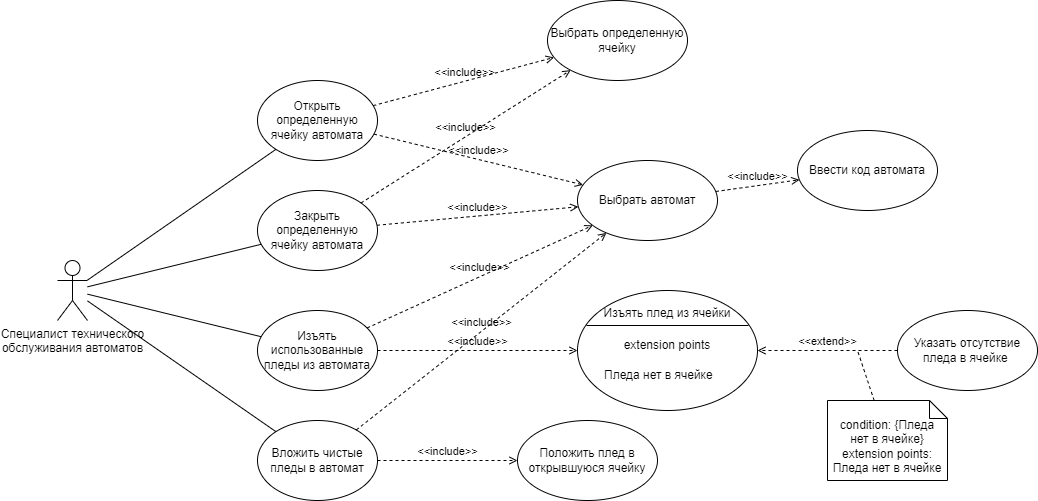 Выбрать определенную
ячейку
<<include>>
Открыть
определенную
ячейку автомата
<<include>>
<<include>>
Ввести код автомата
<<include>>
Выбрать автомат
Закрыть
определенную
ячейку автомата
<<include>>
<<include>>
Специалист технического
обслуживания автоматов
Изъять
использованные
пледы из автомата
<<include>>
<<include>>
Изъять плед из ячейки
extension points
Пледа нет в ячейке
<<extend>>
Указать отсутствие
пледа в ячейке
condition: {Пледа
нет в ячейке}
extension points:
Пледа нет в ячейке
Вложить чистые
пледы в автомат
<<include>>
Положить плед в
открывшуюся ячейку